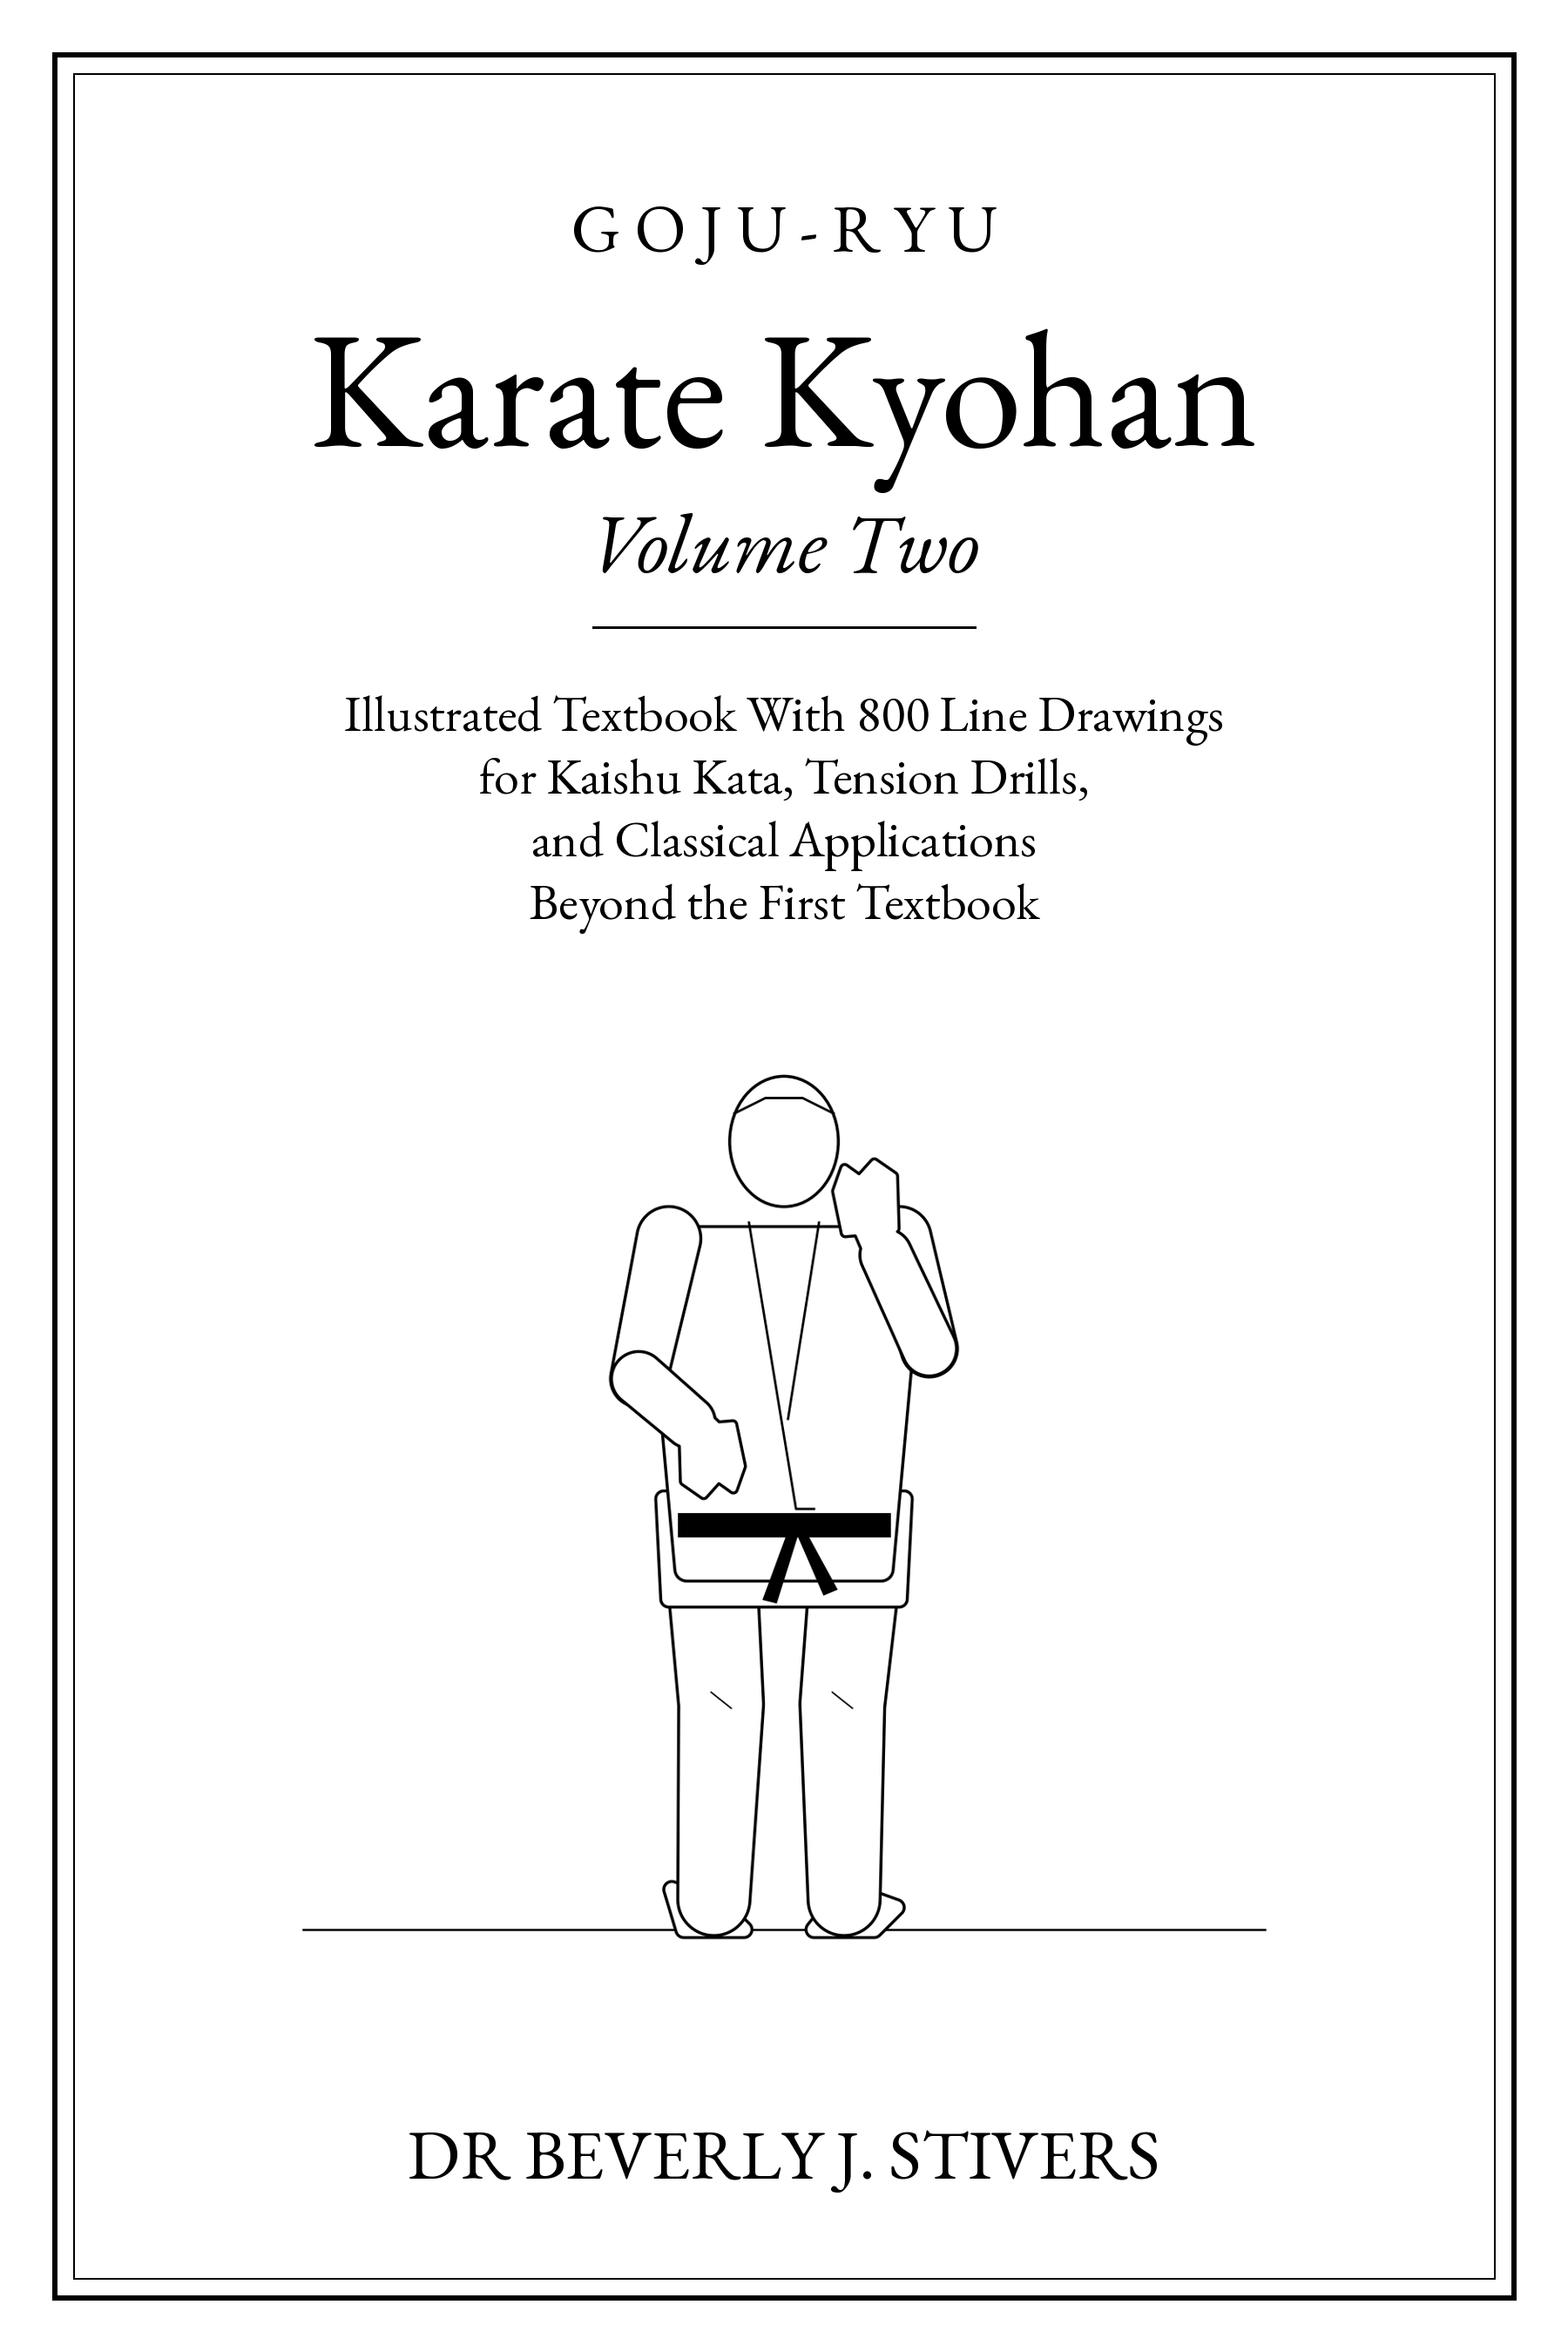 GOJU-RYU
Karate Kyohan
Volume Two
Illustrated Textbook With 800 Line Drawings
for Kaishu Kata, Tension Drills,
and Classical Applications
Beyond the First Textbook
DR BEVERLY J. STIVERS